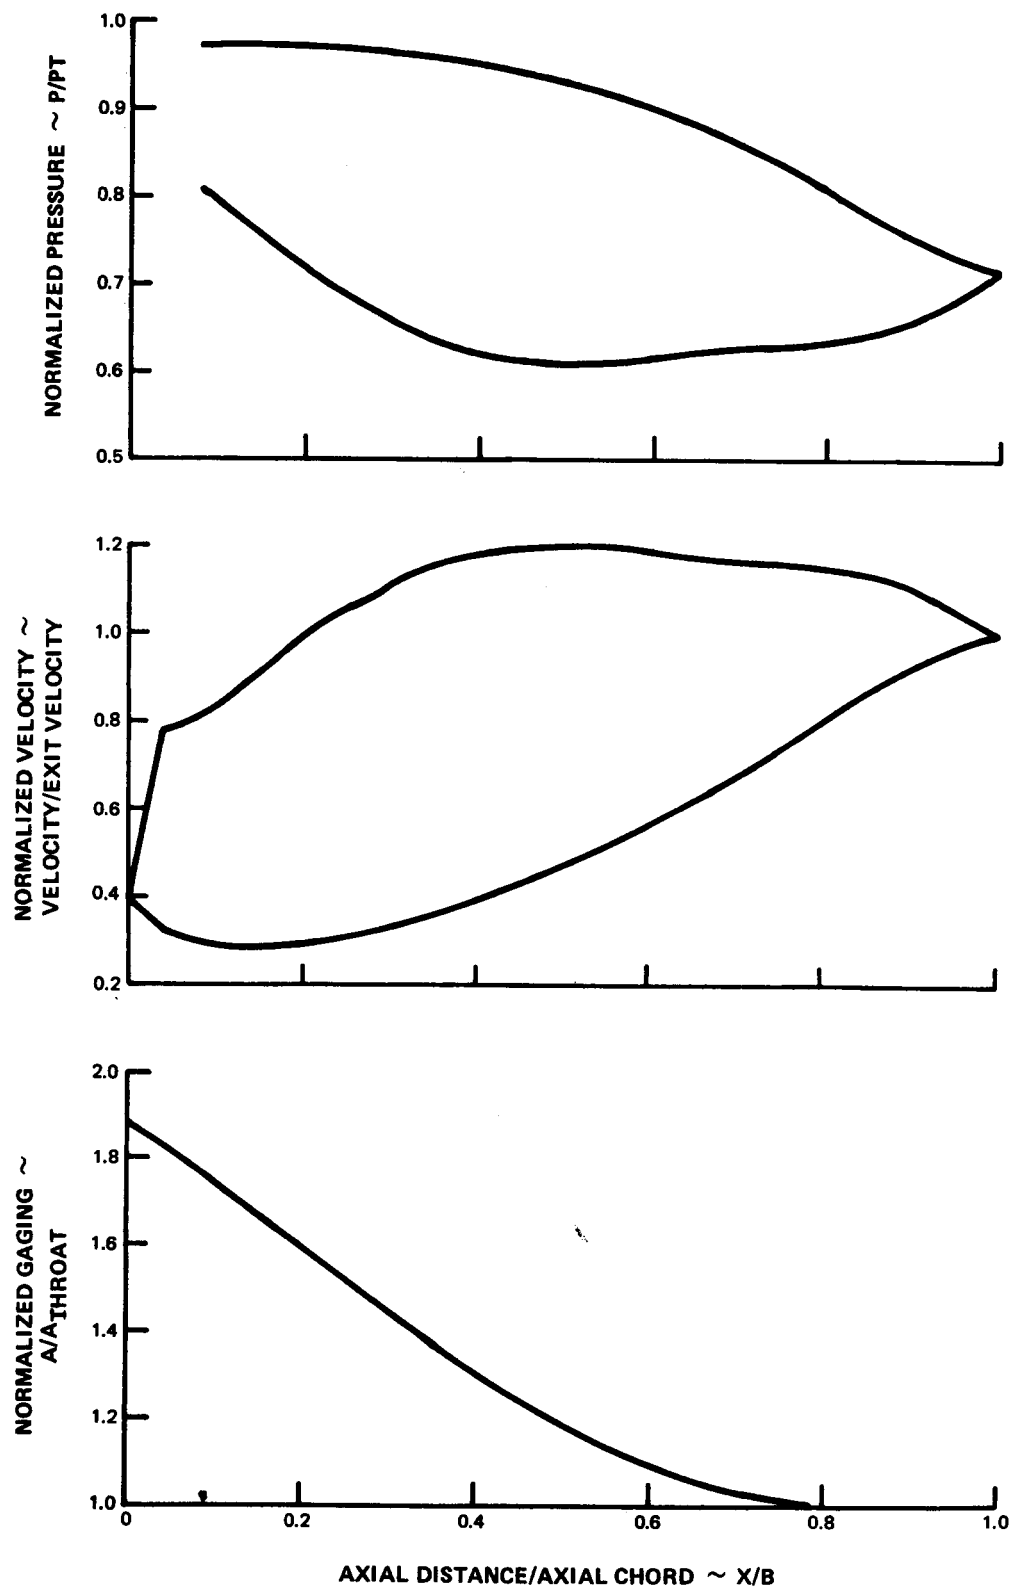 NORMALIZED PRESSURE ~ P/PT
1.0
0.9
0.8
0.7
0.6
0.5
NORMALIZED VELOCITY ~
VELOCITY/EXIT VELOCITY
1.2
1.0
0.8
0.6
0.4
0.2
NORMALIZED GAGING ~
A/ATHROAT
2.0
1.8
1.6
1.4
1.2
1.0
0 0.2 0.4 0.6 0.8 1.0
AXIAL DISTANCE/AXIAL CHORD ~ X/B